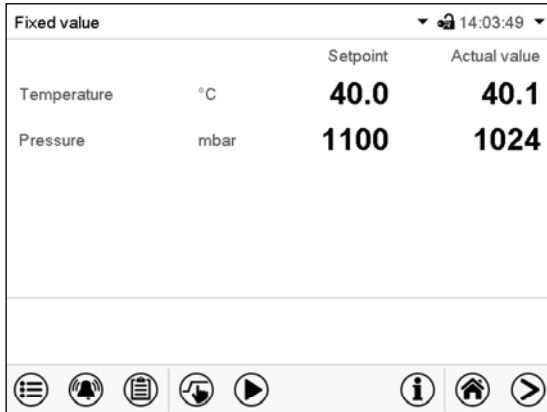 Fixed value 14:03:49
Setpoint Actual value
Temperature °C 40.0 40.1
Pressure mbar 1100 1024